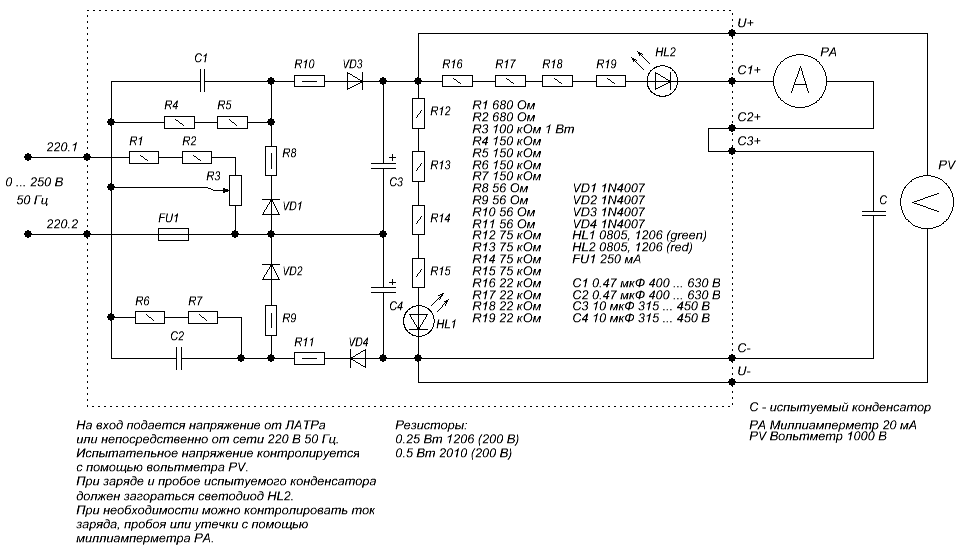 U+
C1
R10
VD3
R16
R17
R18
R19
HL2
C1+
PA
A
R4
R5
R12
C2+
C3+
220.1
R1
R2
R8
C3
R13
PV
V
0 ... 250 В
50 Гц
R3
VD1
C
220.2
FU1
R14
VD2
R15
R6
R7
R9
C4
HL1
C2
R11
VD4
C-
U-
R1 680 Ом
R2 680 Ом
R3 100 кОм 1 Вт
R4 150 кОм
R5 150 кОм
R6 150 кОм
R7 150 кОм
R8 56 Ом VD1 1N4007
R9 56 Ом VD2 1N4007
R10 56 Ом VD3 1N4007
R11 56 Ом VD4 1N4007
R12 75 кОм HL1 0805, 1206 (green)
R13 75 кОм HL2 0805, 1206 (red)
R14 75 кОм FU1 250 мА
R15 75 кОм
R16 22 кОм C1 0.47 мкФ 400 ... 630 В
R17 22 кОм C2 0.47 мкФ 400 ... 630 В
R18 22 кОм C3 10 мкФ 315 ... 450 В
R19 22 кОм C4 10 мкФ 315 ... 450 В
С - испытуемый конденсатор
PA Миллиамперметр 20 мА
PV Вольтметр 1000 В
На вход подается напряжение от ЛАТРа
или непосредственно от сети 220 В 50 Гц.
Испытательное напряжение контролируется
с помощью вольтметра PV.
При заряде и пробое испытуемого конденсатора
должен загораться светодиод HL2.
При необходимости можно контролировать ток
заряда, пробоя или утечки с помощью
миллиамперметра PA.
Резисторы:
0.25 Вт 1206 (200 В)
0.5 Вт 2010 (200 В)